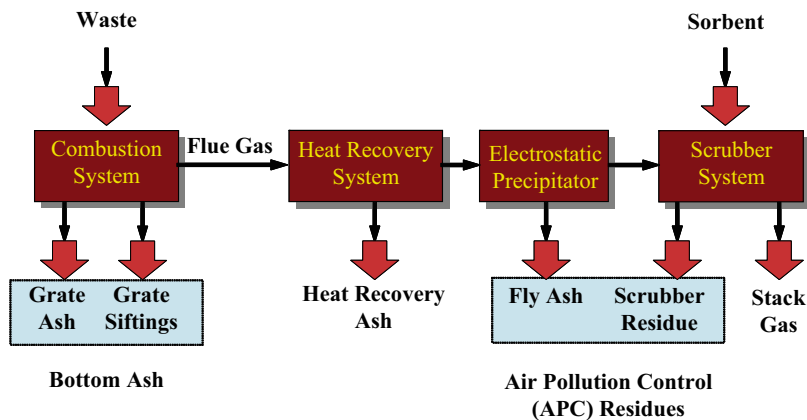 Waste
Sorbent
Combustion
System
Flue Gas
Heat Recovery
System
Electrostatic
Precipitator
Scrubber
System
Grate
Ash
Grate
Siftings
Heat Recovery
Ash
Fly Ash
Scrubber
Residue
Stack
Gas
Bottom Ash
Air Pollution Control
(APC) Residues